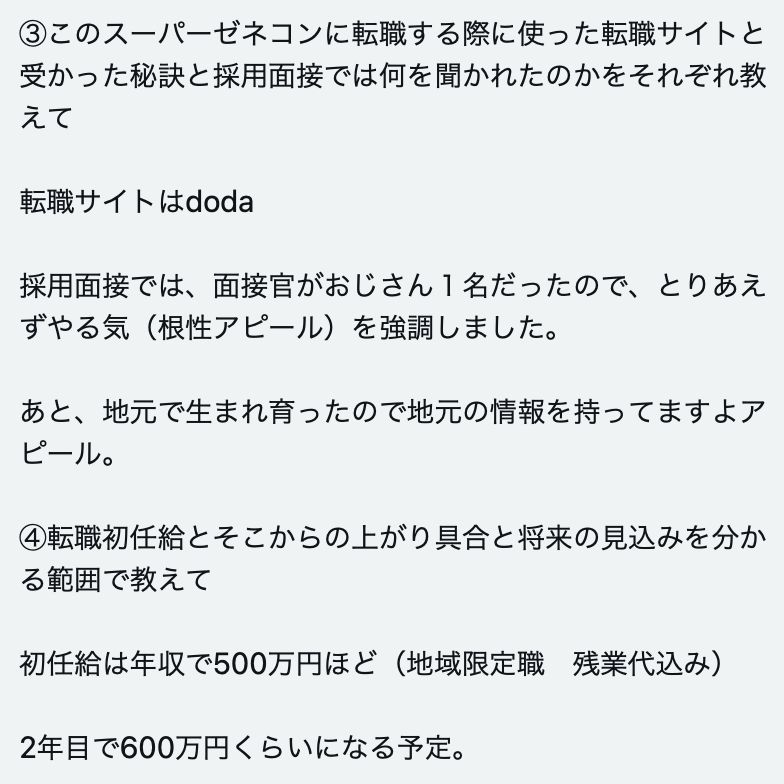 ③このスーパーゼネコンに転職する際に使った転職サイトと
受かった秘訣と採用面接では何を聞かれたのかをそれぞれ教
えて
転職サイトはdoda
採用面接では、面接官がおじさん１名だったので、とりあえ
ずやる気（根性アピール）を強調しました。
あと、地元で生まれ育ったので地元の情報を持ってますよア
ピール。
④転職初任給とそこからの上がり具合と将来の見込みを分か
る範囲で教えて
初任給は年収で500万円ほど（地域限定職　残業代込み）
2年目で600万円くらいになる予定。